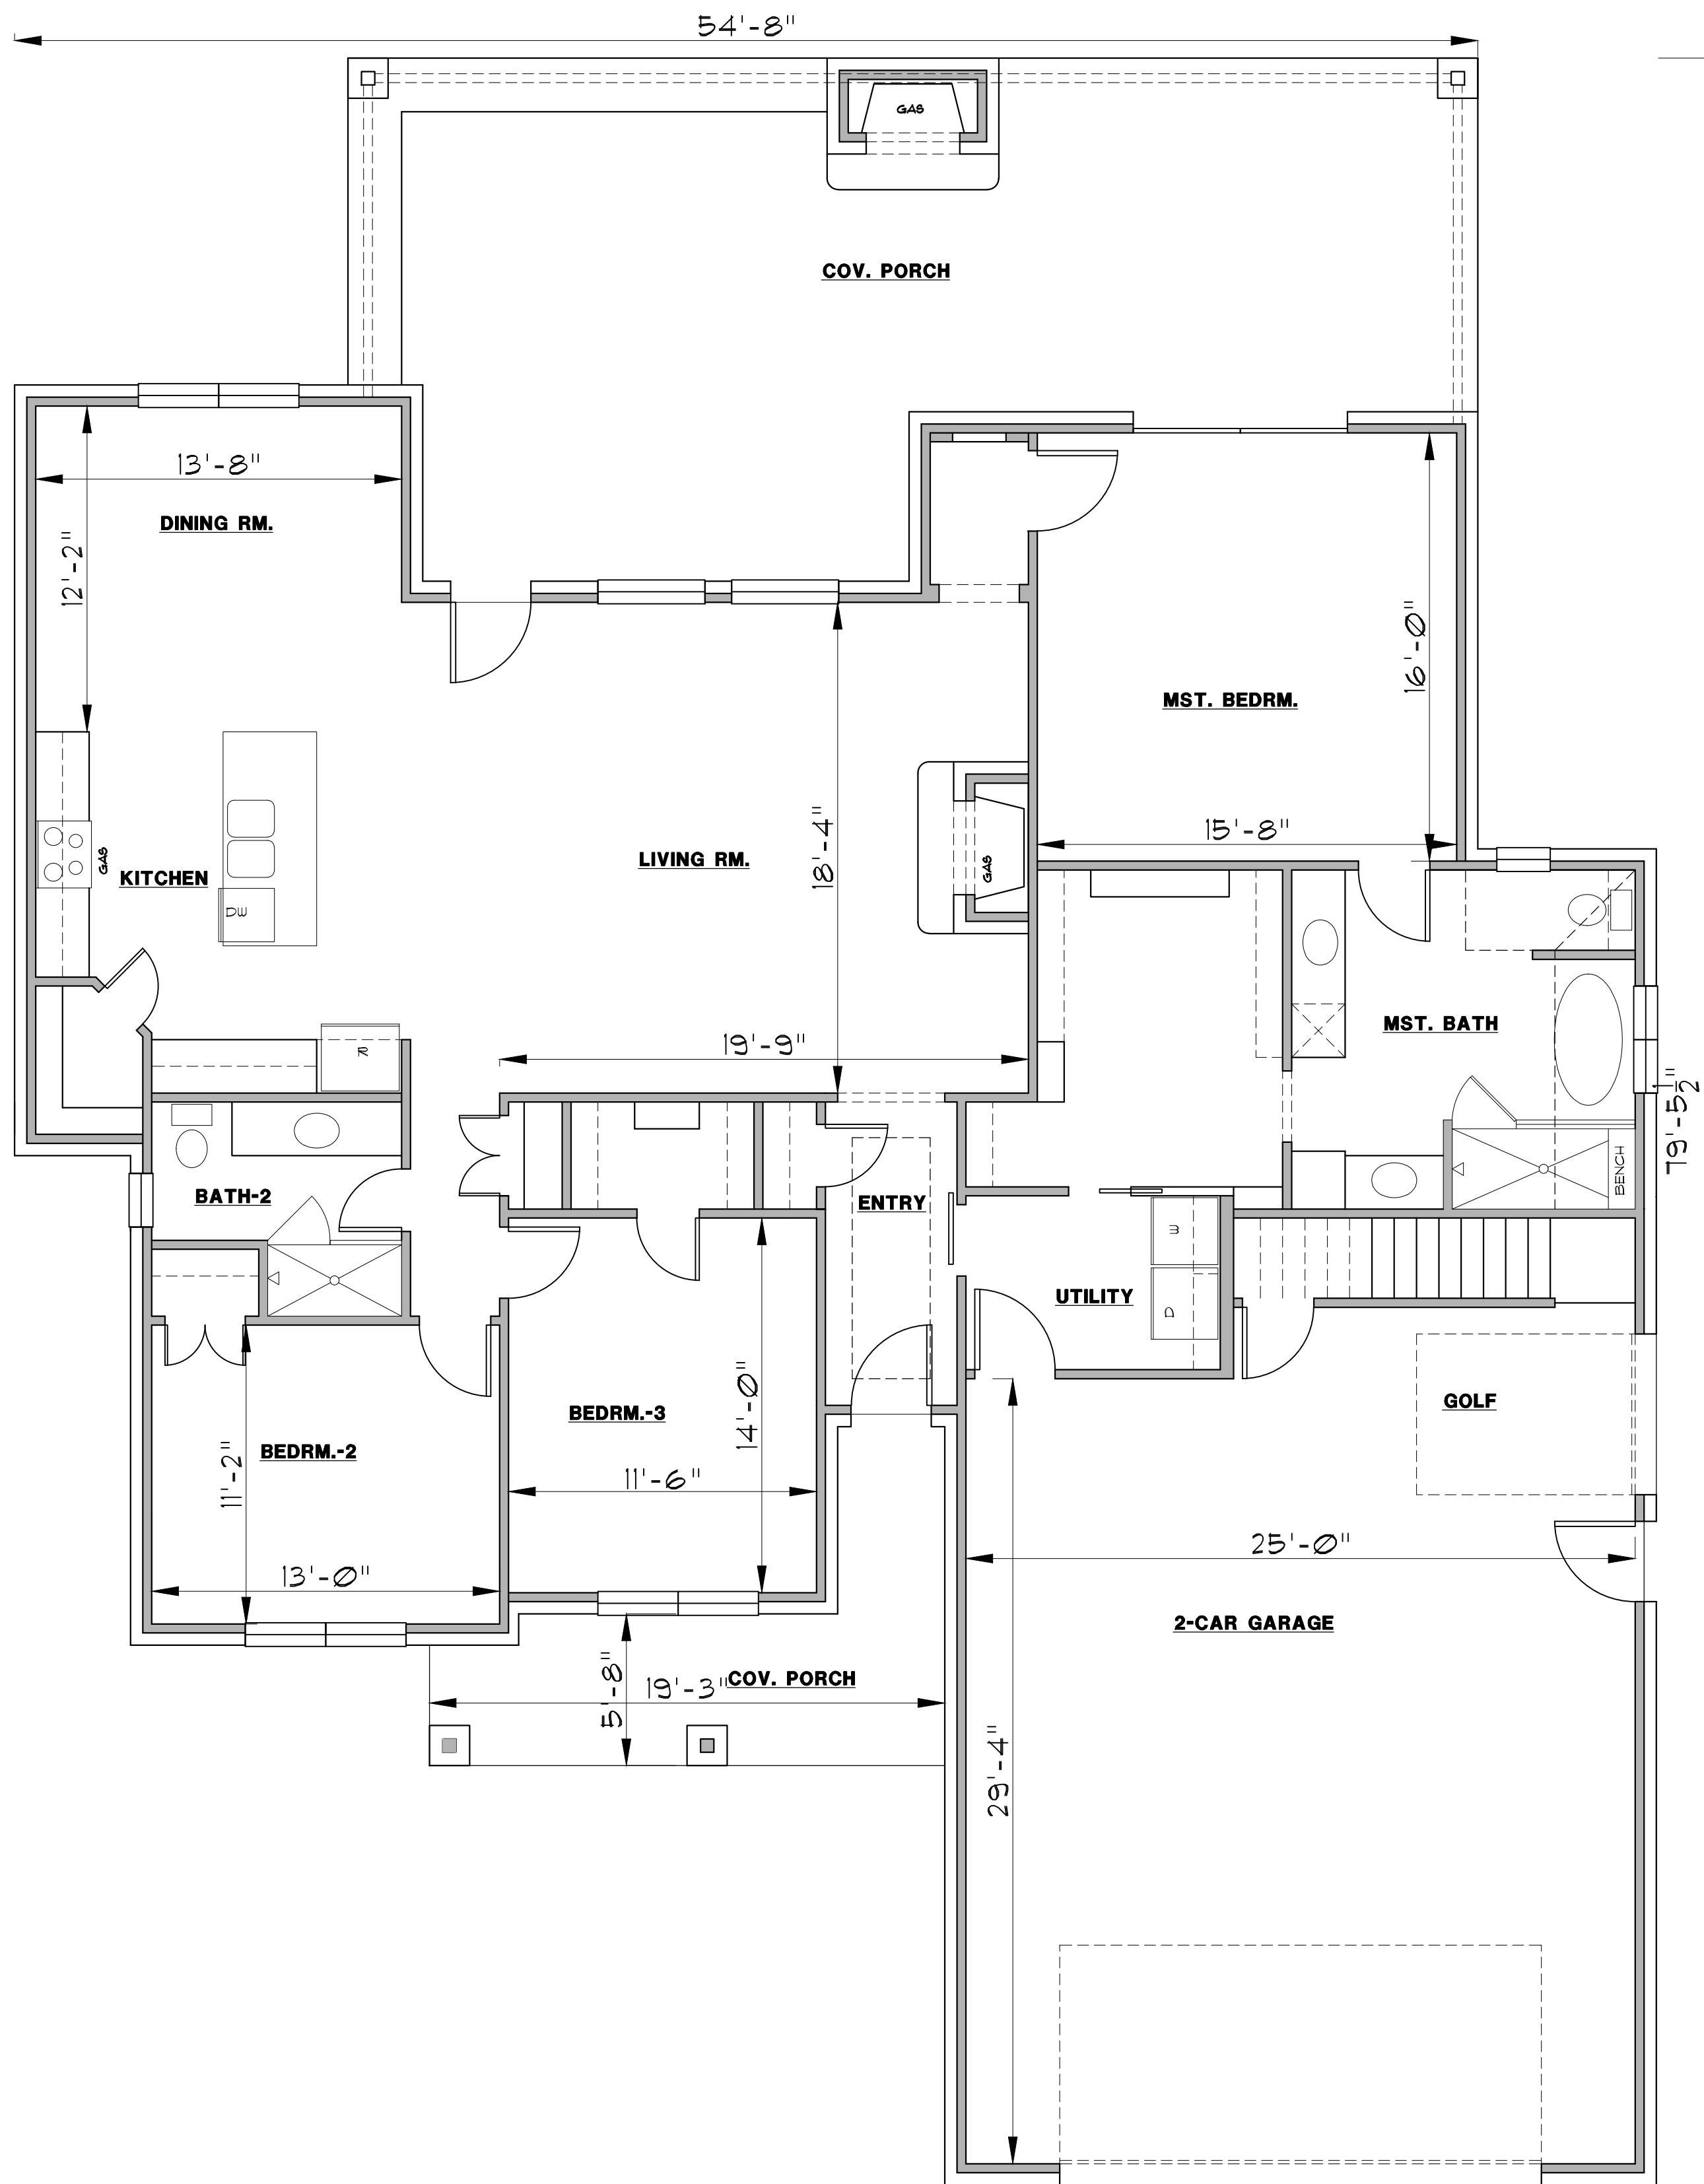 54'-8"
GAS
COV. PORCH
13'-8"
DINING RM.
12'-2"
16'-0"
MST. BEDRM.
15'-8"
18'-4"
LIVING RM.
GAS
KITCHEN
GAS
DW
R
19'-9"
MST. BATH
79'-5 1/2"
BENCH
BATH-2
ENTRY
W
D
UTILITY
GOLF
BEDRM.-3
14'-0"
BEDRM.-2
11'-2"
11'-6"
25'-0"
13'-0"
2-CAR GARAGE
COV. PORCH
19'-3"
5'-8"
29'-4"